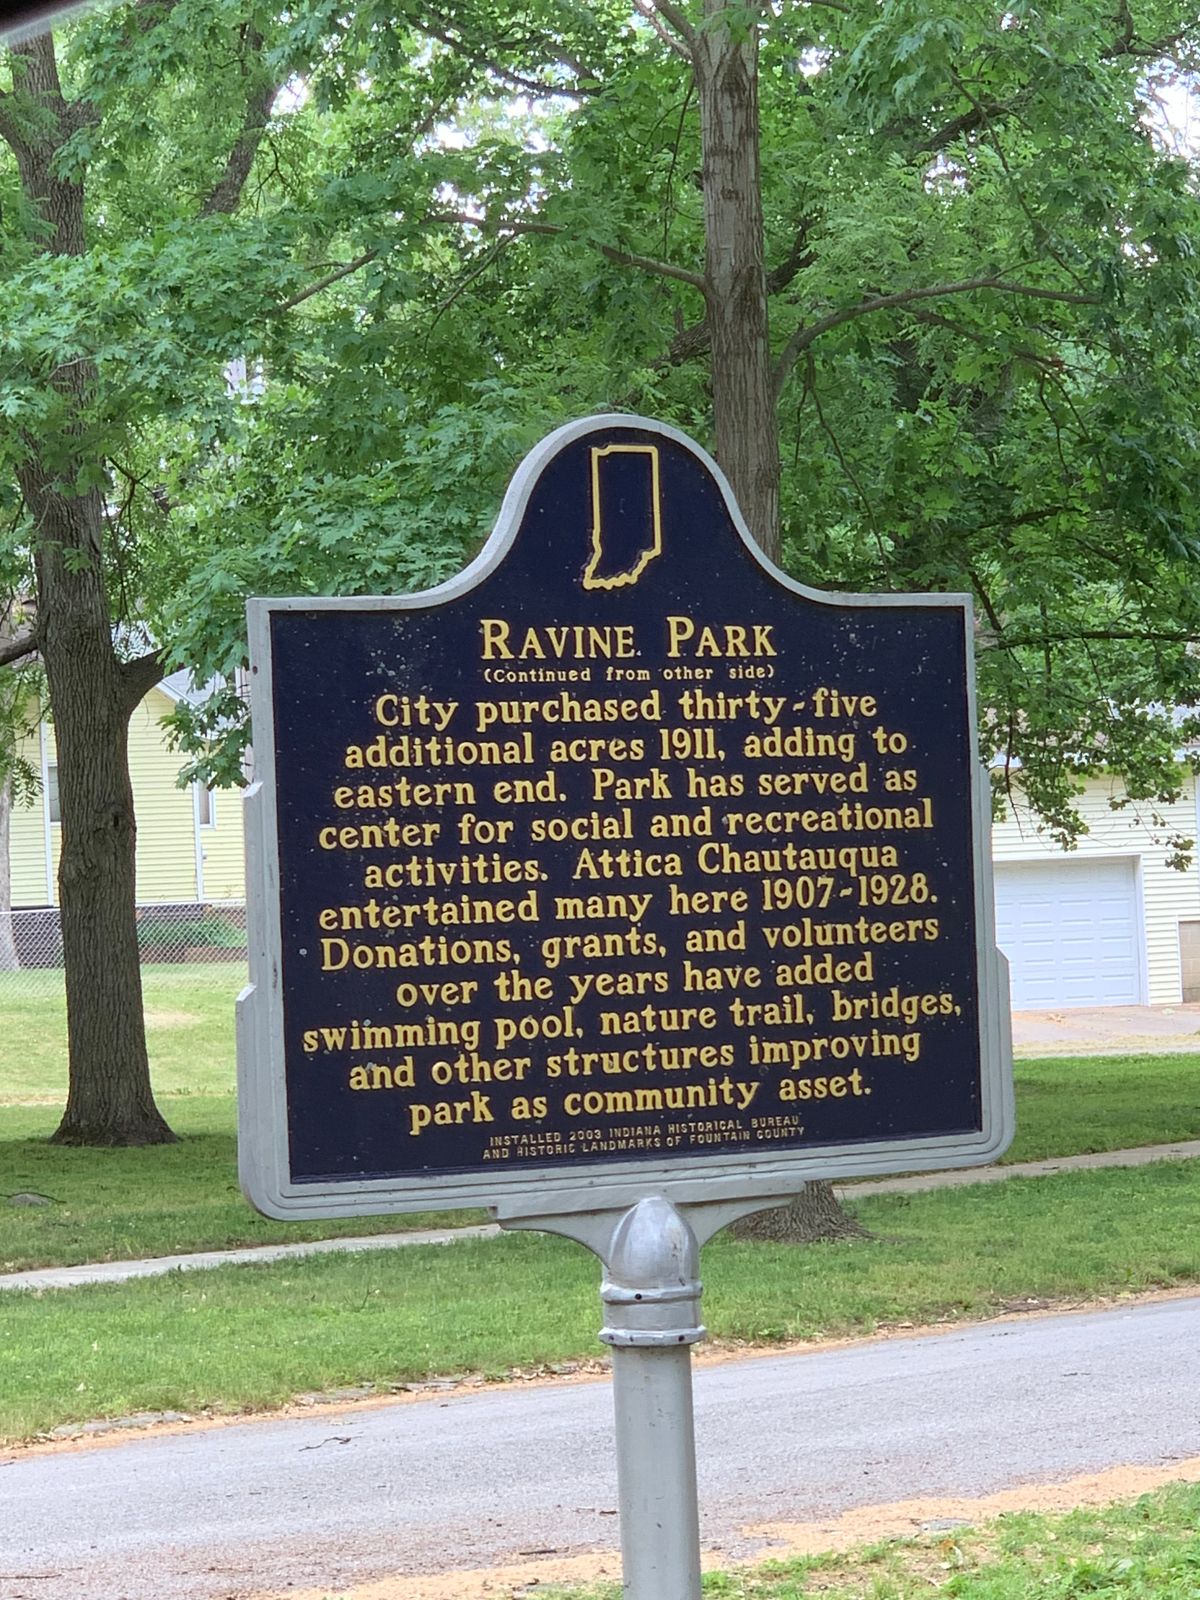 RAVINE PARK
(Continued from other side)
City purchased thirty-five
additional acres 1911, adding to
eastern end. Park has served as
center for social and recreational
activities. Attica Chautauqua
entertained many here 1907-1928.
Donations, grants, and volunteers
over the years have added
swimming pool, nature trail, bridges,
and other structures improving
park as community asset.
INSTALLED 2003 INDIANA HISTORICAL BUREAU
AND HISTORIC LANDMARKS OF FOUNTAIN COUNTY